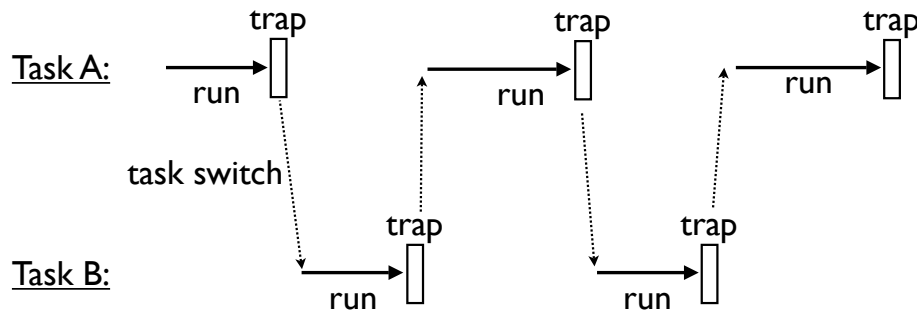 trap trap trap
Task A:
run run run
task switch
trap trap
Task B:
run run